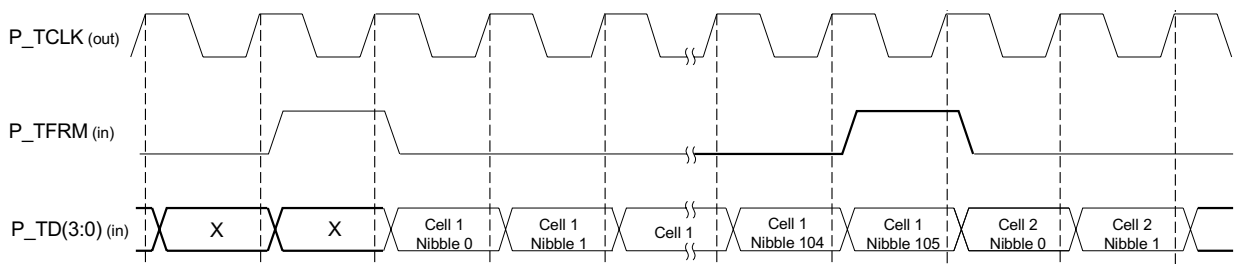 P_TCLK (out)
P_TFRM (in)
P_TD(3:0) (in)
X
X
Cell 1
Nibble 0
Cell 1
Nibble 1
Cell 1
Cell 1
Nibble 104
Cell 1
Nibble 105
Cell 2
Nibble 0
Cell 2
Nibble 1